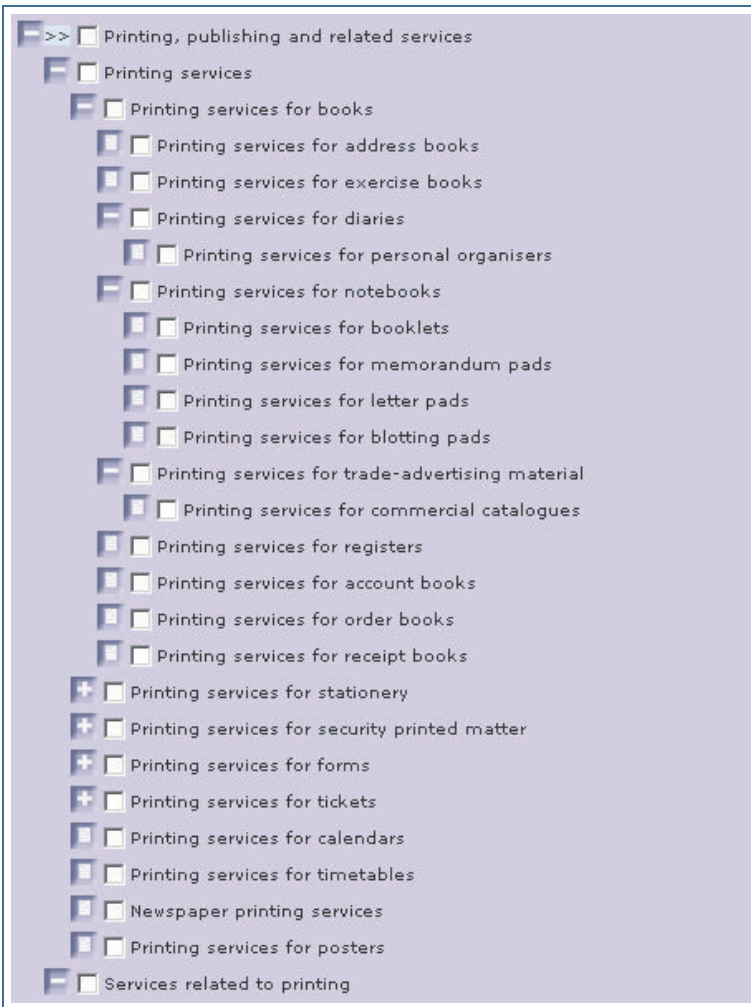 >> Printing, publishing and related services
Printing services
Printing services for books
Printing services for address books
Printing services for exercise books
Printing services for diaries
Printing services for personal organisers
Printing services for notebooks
Printing services for booklets
Printing services for memorandum pads
Printing services for letter pads
Printing services for blotting pads
Printing services for trade-advertising material
Printing services for commercial catalogues
Printing services for registers
Printing services for account books
Printing services for order books
Printing services for receipt books
Printing services for stationery
Printing services for security printed matter
Printing services for forms
Printing services for tickets
Printing services for calendars
Printing services for timetables
Newspaper printing services
Printing services for posters
Services related to printing